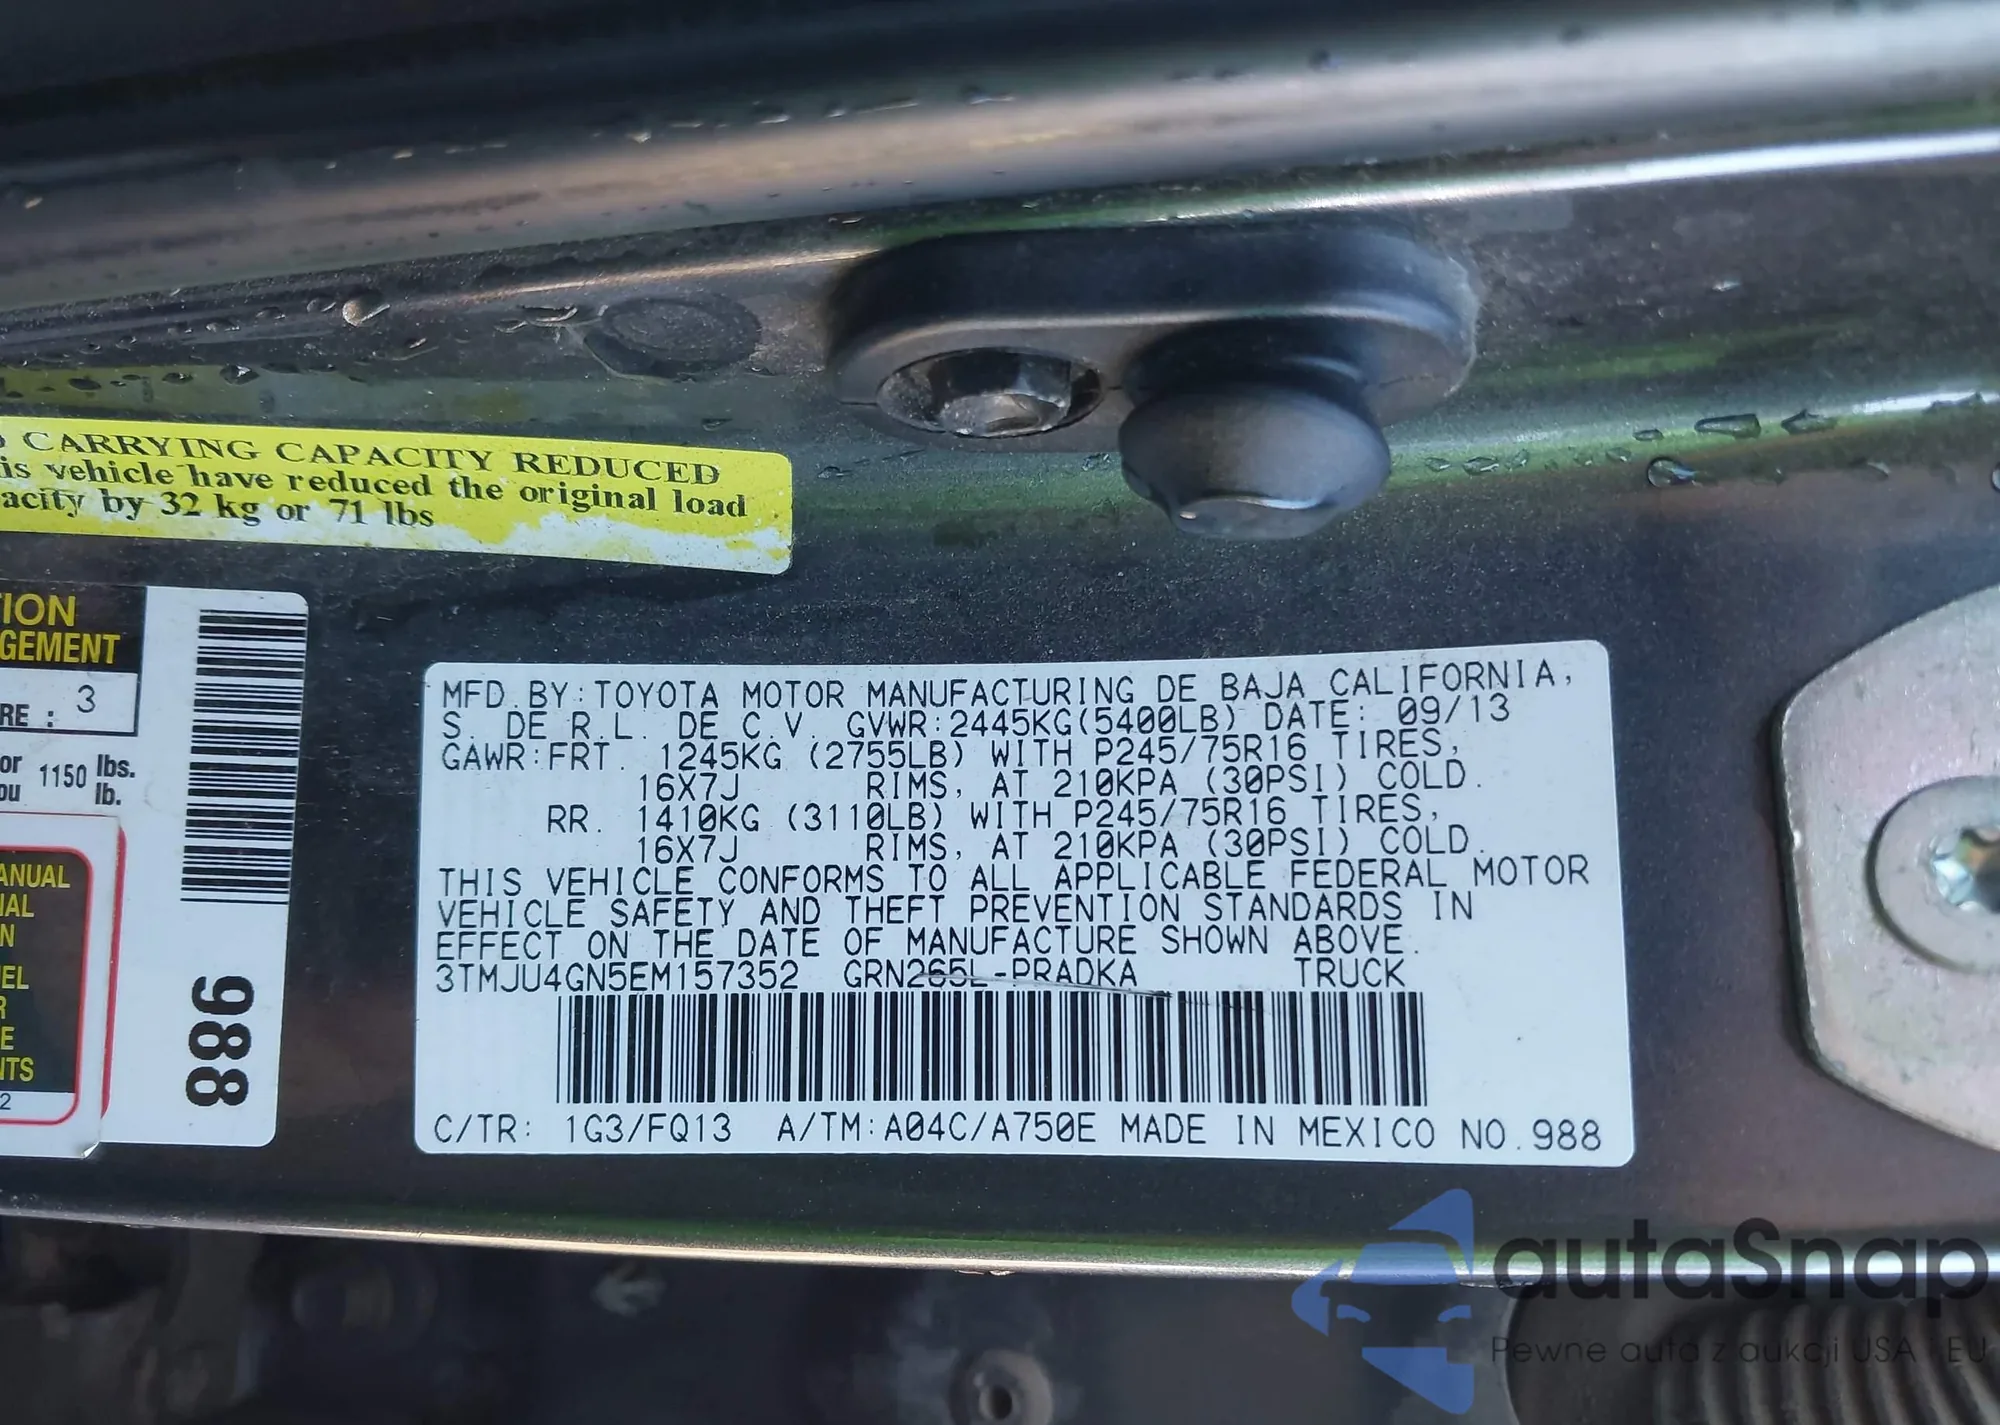 CARRYING CAPACITY REDUCED
is vehicle have reduced the original load
acity by 32 kg or 71 lbs
TION
GEMENT
RE : 3
or 1150 lbs.
ou lb.
ANUAL
IAL
N
EL
R
E
NTS
2
988
MFD. BY: TOYOTA MOTOR MANUFACTURING DE BAJA CALIFORNIA,
S. DE R.L. DE C.V. GVWR:2445KG(5400LB) DATE: 09/13
GAWR:FRT. 1245KG (2755LB) WITH P245/75R16 TIRES,
16X7J RIMS, AT 210KPA (30PSI) COLD.
RR. 1410KG (3110LB) WITH P245/75R16 TIRES,
16X7J RIMS, AT 210KPA (30PSI) COLD.
THIS VEHICLE CONFORMS TO ALL APPLICABLE FEDERAL MOTOR
VEHICLE SAFETY AND THEFT PREVENTION STANDARDS IN
EFFECT ON THE DATE OF MANUFACTURE SHOWN ABOVE.
3TMJU4GN5EM157352 GRN265L-PRADKA TRUCK
C/TR: 1G3/FQ13 A/TM:A04C/A750E MADE IN MEXICO NO.988
autaSnap
Pewne auta z aukcji USA i EU